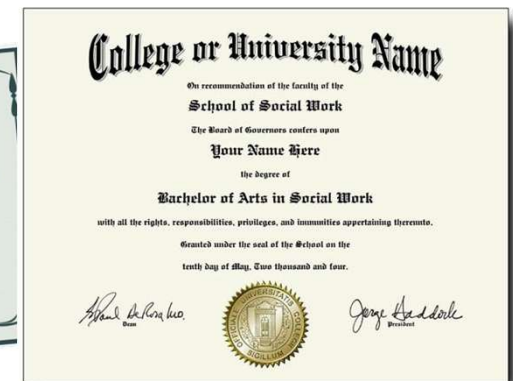 College or University Name
On recommendation of the faculty of the
School of Social Work
The Board of Governors confers upon
Your Name Here
the degree of
Bachelor of Arts in Social Work
with all the rights, responsibilities, privileges, and immunities appertaining thereunto.
Granted under the seal of the School on the
tenth day of May, Two thousand and four.
Dean
President
SIGILLUM